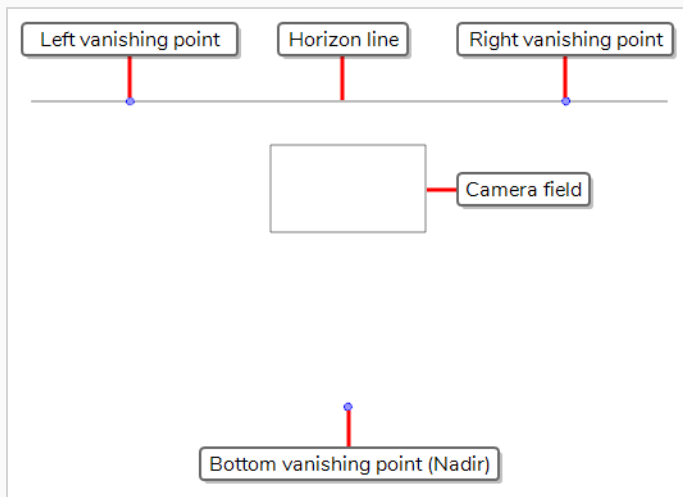 Left vanishing point
Horizon line
Right vanishing point
Camera field
Bottom vanishing point (Nadir)